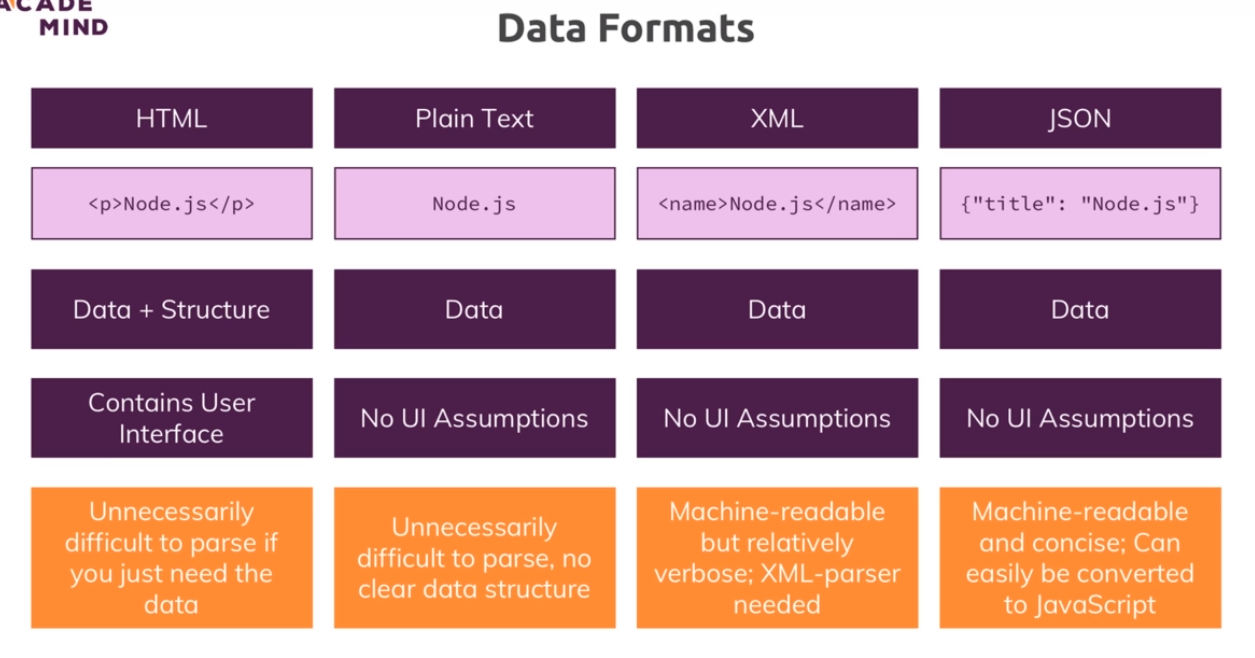 ACADE
MIND
Data Formats
HTML
Plain Text
XML
JSON
<p>Node.js</p>
Node.js
<name>Node.js</name>
{"title": "Node.js"}
Data + Structure
Data
Data
Data
Contains User
Interface
No UI Assumptions
No UI Assumptions
No UI Assumptions
Unnecessarily
difficult to parse if
you just need the
data
Unnecessarily
difficult to parse, no
clear data structure
Machine-readable
but relatively
verbose; XML-parser
needed
Machine-readable
and concise; Can
easily be converted
to JavaScript